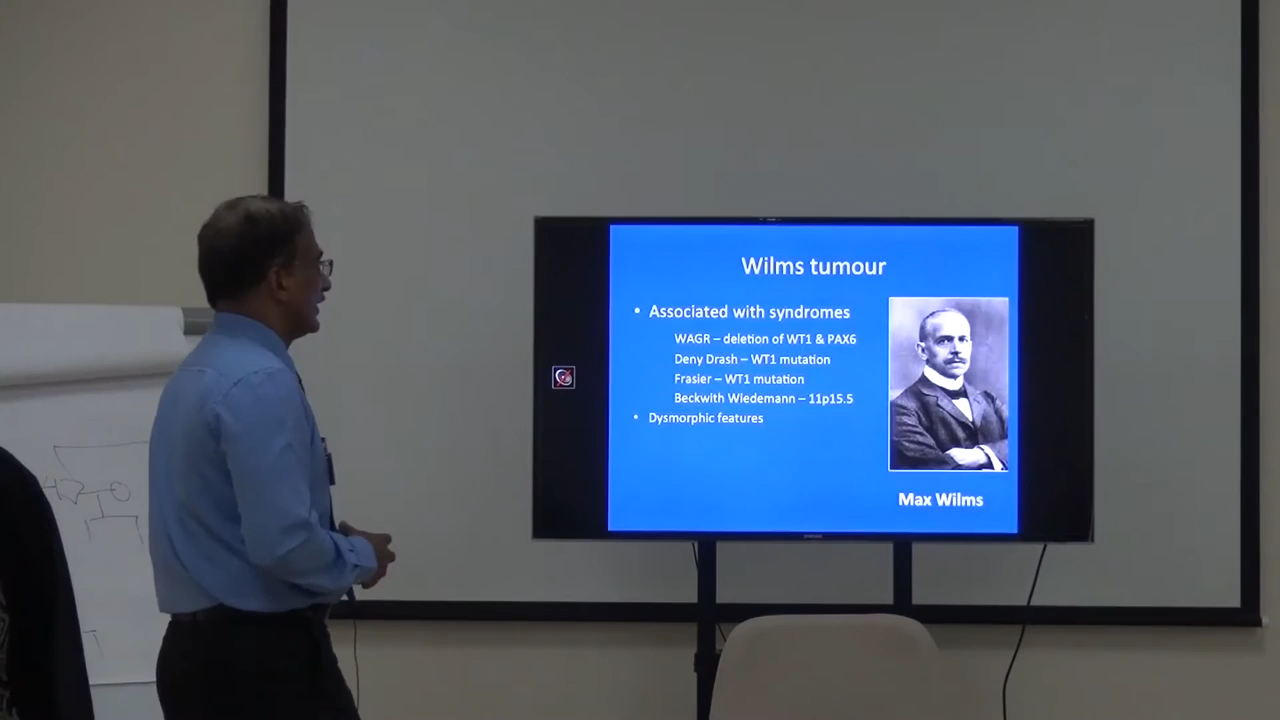 Wilms tumour
• Associated with syndromes
WAGR – deletion of WT1 & PAX6
Deny Drash – WT1 mutation
Frasier – WT1 mutation
Beckwith Wiedemann – 11p15.5
• Dysmorphic features
Max Wilms